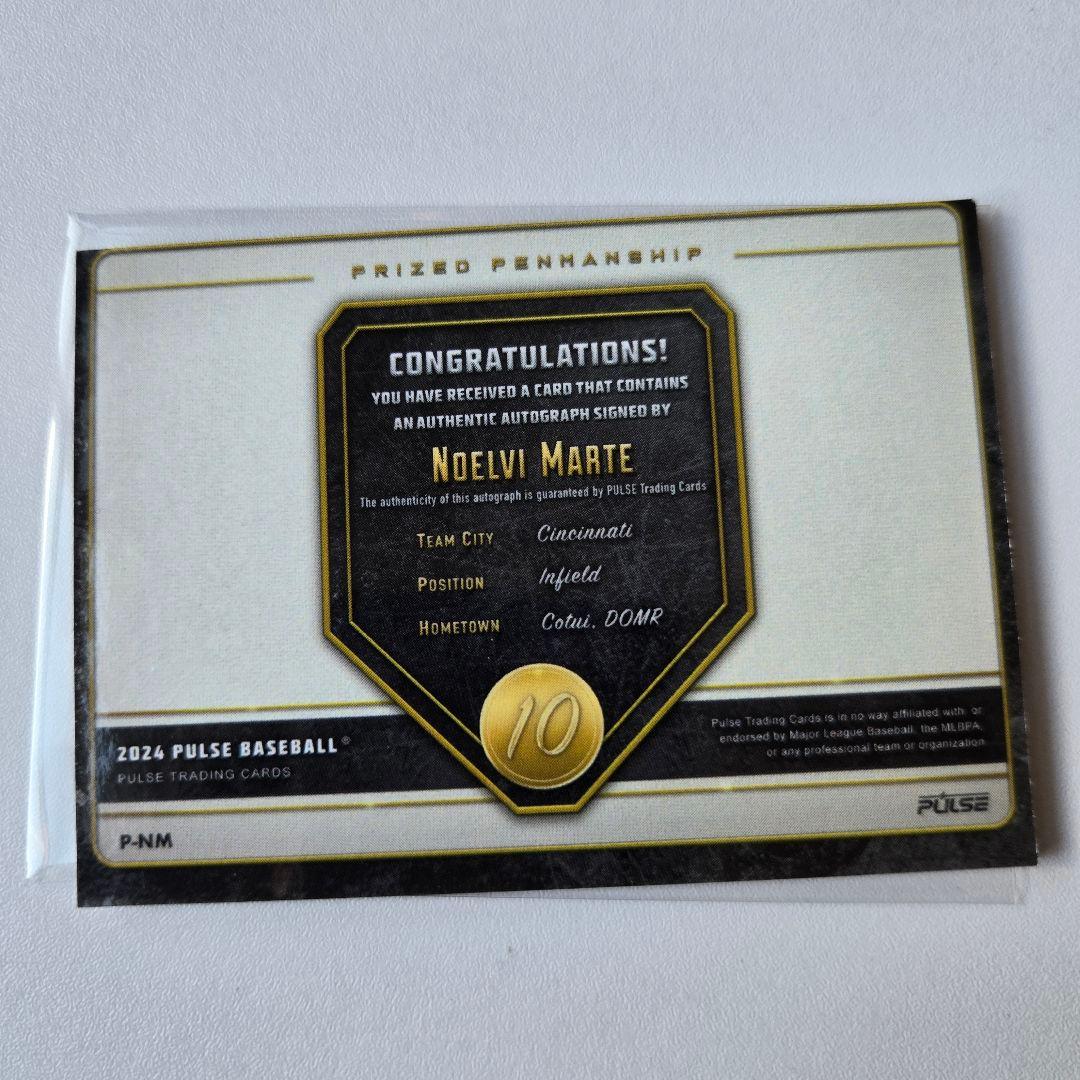 PRIZED PENMANSHIP
CONGRATULATIONS!
YOU HAVE RECEIVED A CARD THAT CONTAINS
AN AUTHENTIC AUTOGRAPH SIGNED BY
NOELVI MARTE
The authenticity of this autograph is guaranteed by PULSE Trading Cards
TEAM CITY Cincinnati
POSITION Infield
HOMETOWN Cotui, DOMR
10
2024 PULSE BASEBALL®
PULSE TRADING CARDS
Pulse Trading Cards is in no way affiliated with or
endorsed by Major League Baseball, the MLBPA,
or any professional team or organization
PULSE
P-NM